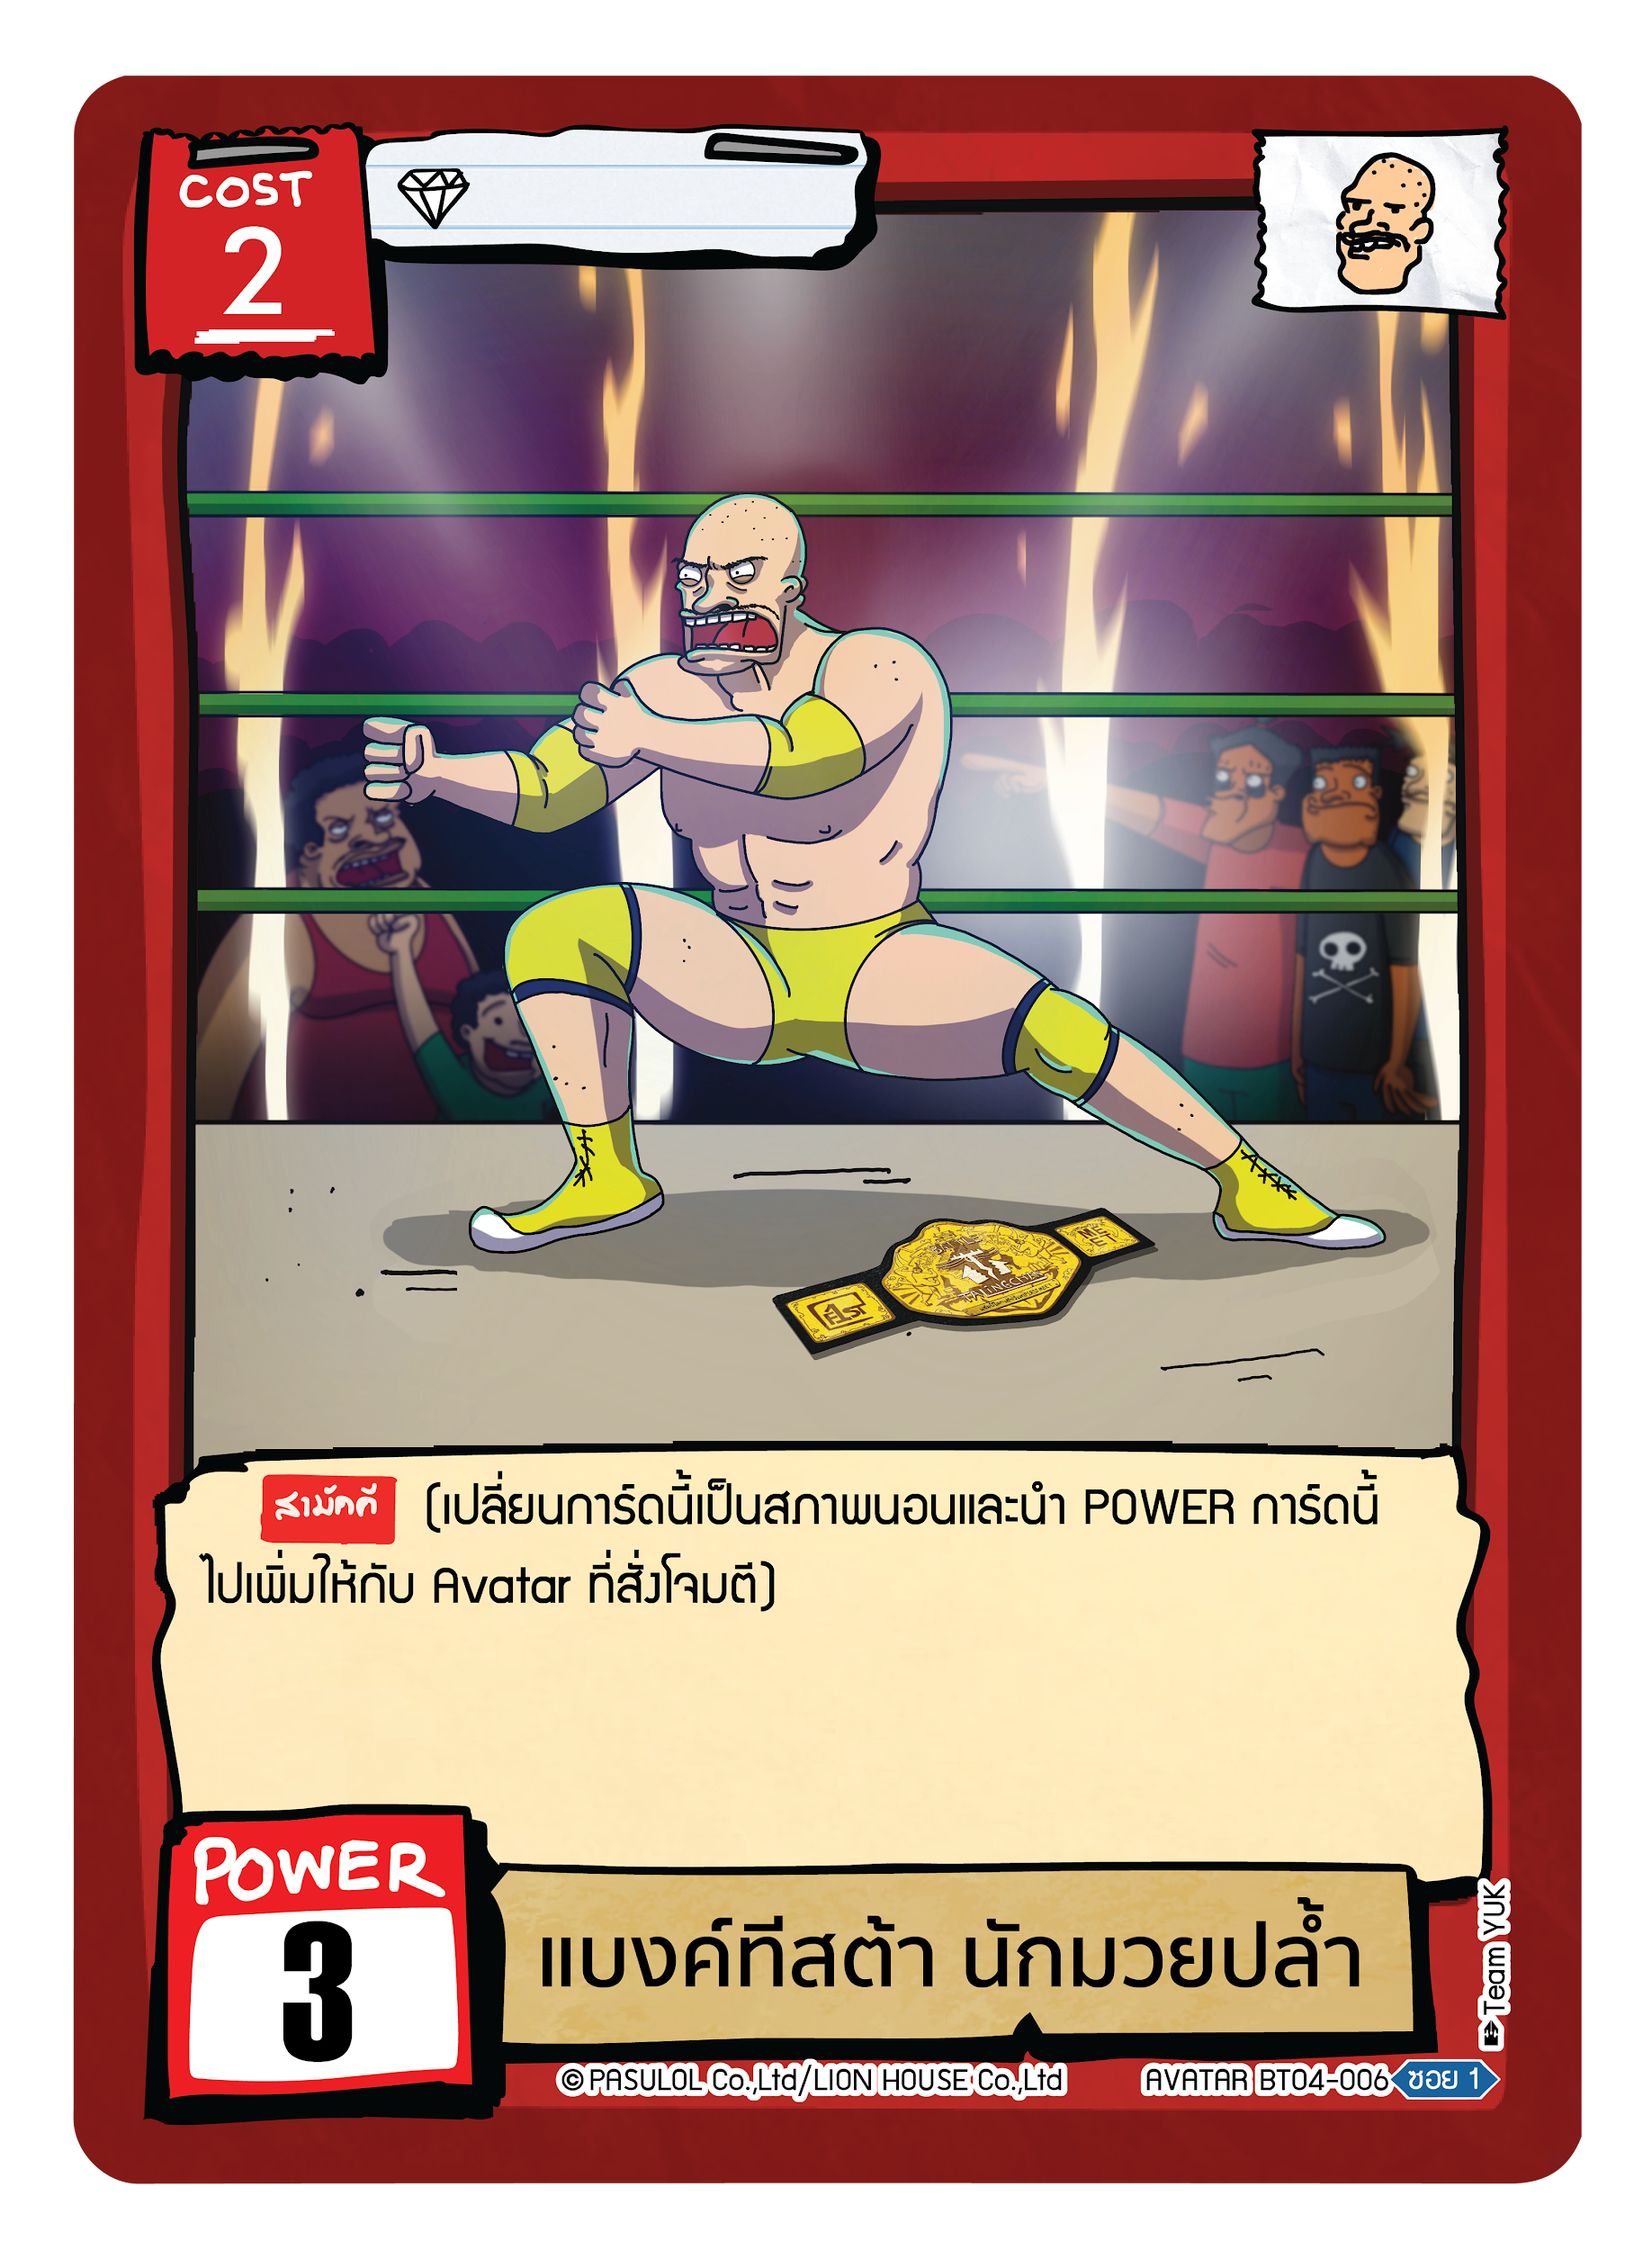 COST
2
สามัคคี (เปลี่ยนการ์ดนี้เป็นสภาพนอนและนำ POWER การ์ดนี้
ไปเพิ่มให้กับ Avatar ที่สั่งโจมตี)
POWER
3
แบงค์ทีสต้า นักมวยปล้ำ
Team YUK
©PASULOL Co.,Ltd/LION HOUSE Co.,Ltd
AVATAR BT04-006 ซอย 1